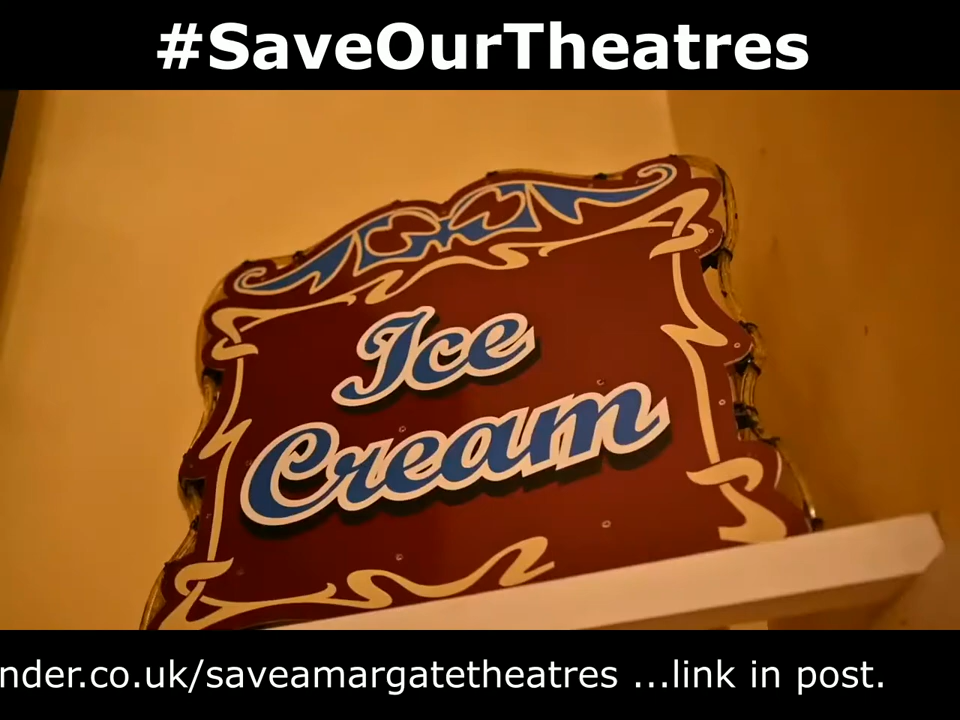 #SaveOurTheatres
Ice
Cream
nder.co.uk/saveamargatetheatres ...link in post.